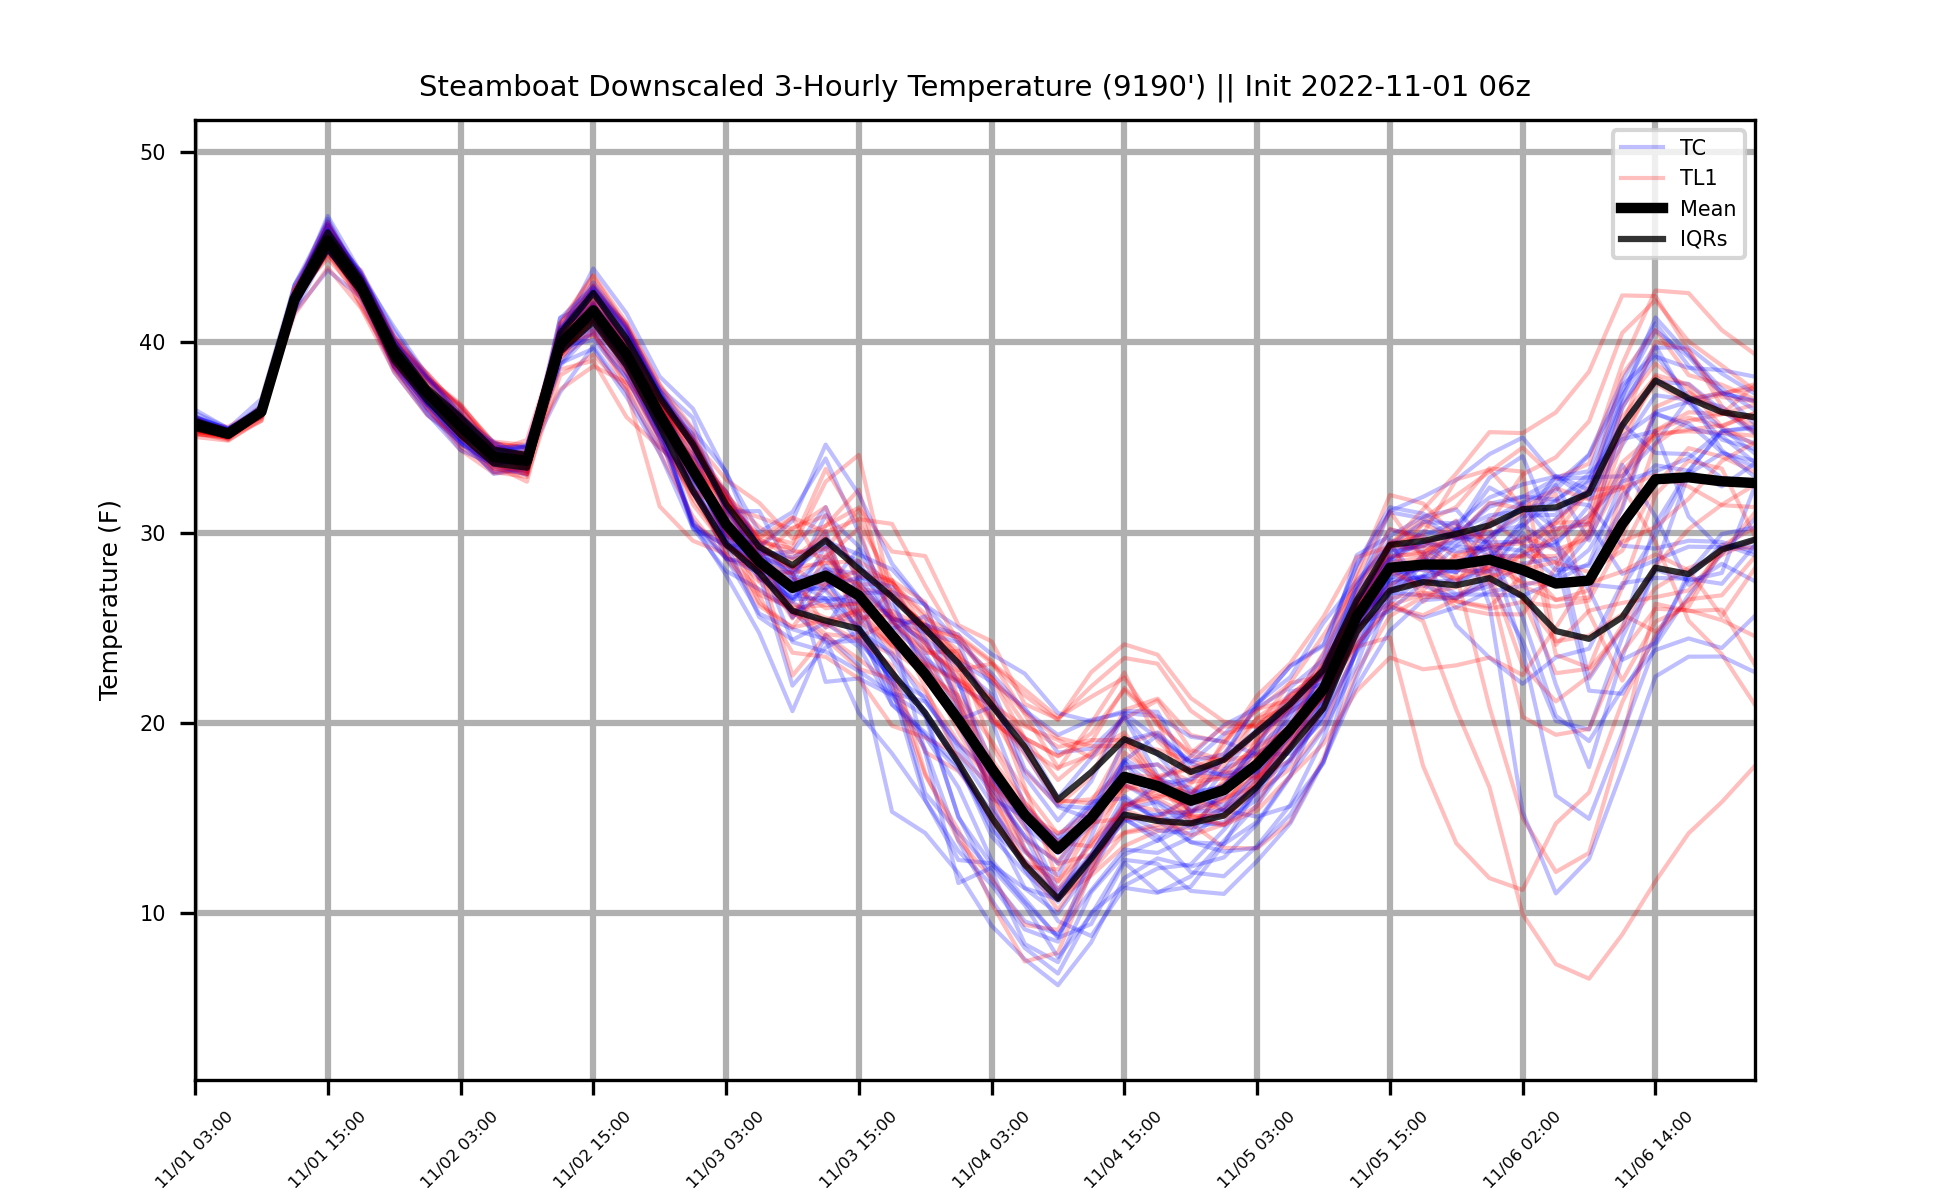 Steamboat Downscaled 3-Hourly Temperature (9190') || Init 2022-11-01 06z
TC
TL1
Mean
IQRs
Temperature (F)
50
40
30
20
10
11/01 03:00
11/01 15:00
11/02 03:00
11/02 15:00
11/03 03:00
11/03 15:00
11/04 03:00
11/04 15:00
11/05 03:00
11/05 15:00
11/06 02:00
11/06 14:00